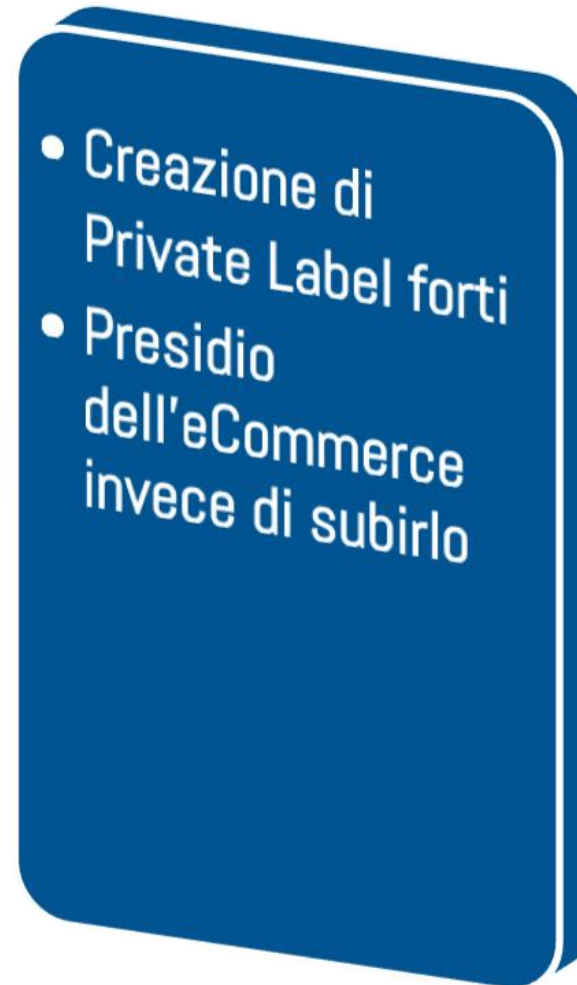 • Creazione di
Private Label forti
• Presidio
dell'eCommerce
invece di subirlo